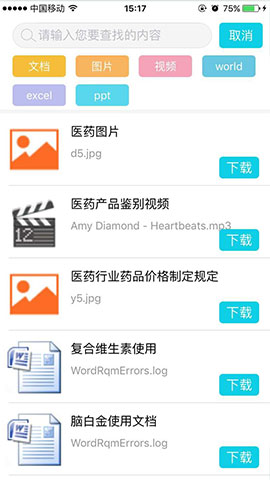 中国移动 15:17 75%
请输入您要查找的内容 取消
文档 图片 视频 world
excel ppt
医药图片
d5.jpg
下载
医药产品鉴别视频
Amy Diamond - Heartbeats.mp3
下载
12
医药行业药品价格制定规定
y5.jpg
下载
复合维生素使用
WordRqmErrors.log
下载
脑白金使用文档
WordRqmErrors.log
下载